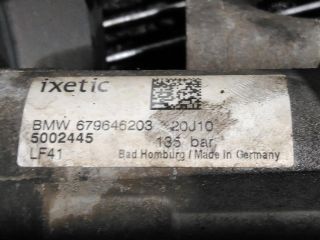 ixetic
BMW 679646203 20J10
5002445 135 bar
LF41 Bad Homburg / Made in Germany